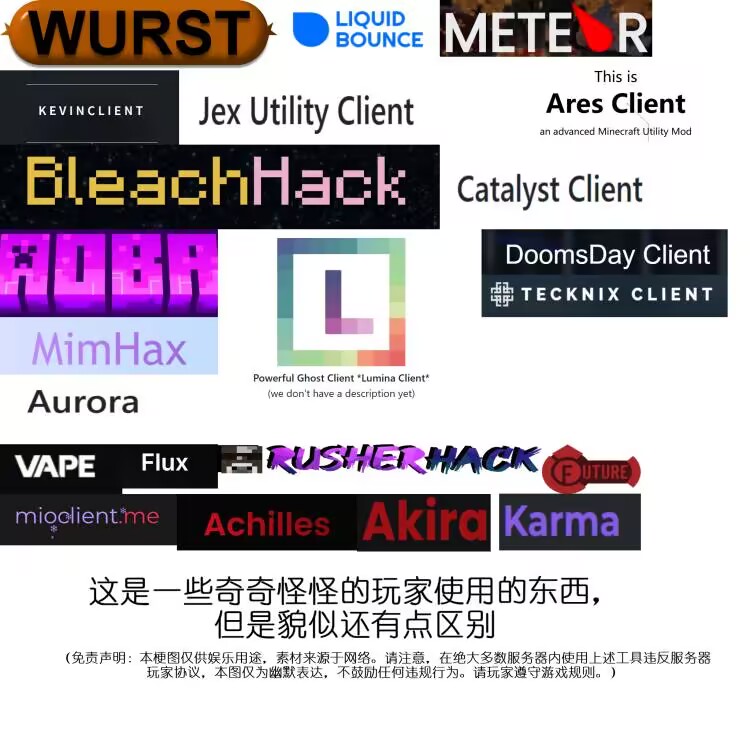 WURST
LIQUID
BOUNCE
METEOR
KEVINCLIENT
Jex Utility Client
This is
Ares Client
an advanced Minecraft Utility Mod
BleachHack
Catalyst Client
AOBA
L
DoomsDay Client
TECKNIX CLIENT
MimHax
Powerful Ghost Client *Lumina Client*
(we don't have a description yet)
Aurora
VAPE
Flux
RUSHERHACK
FUTURE
mioclient.me
Achilles
Akira
Karma
这是一些奇奇怪怪的玩家使用的东西，
但是貌似还有点区别
(免责声明：本梗图仅供娱乐用途，素材来源于网络。请注意，在绝大多数服务器内使用上述工具违反服务器
玩家协议，本图仅为幽默表达，不鼓励任何违规行为。请玩家遵守游戏规则。)